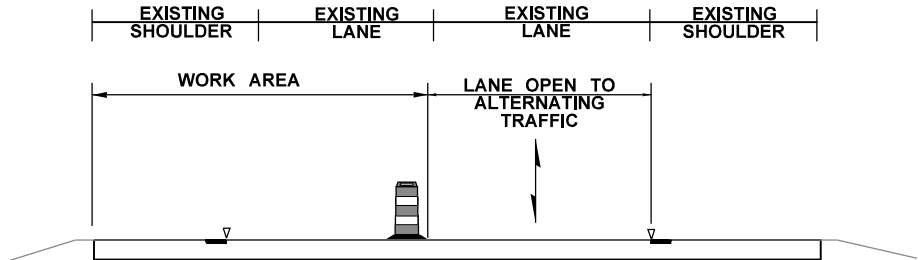 EXISTING SHOULDER
EXISTING LANE
EXISTING LANE
EXISTING SHOULDER
WORK AREA
LANE OPEN TO
ALTERNATING
TRAFFIC